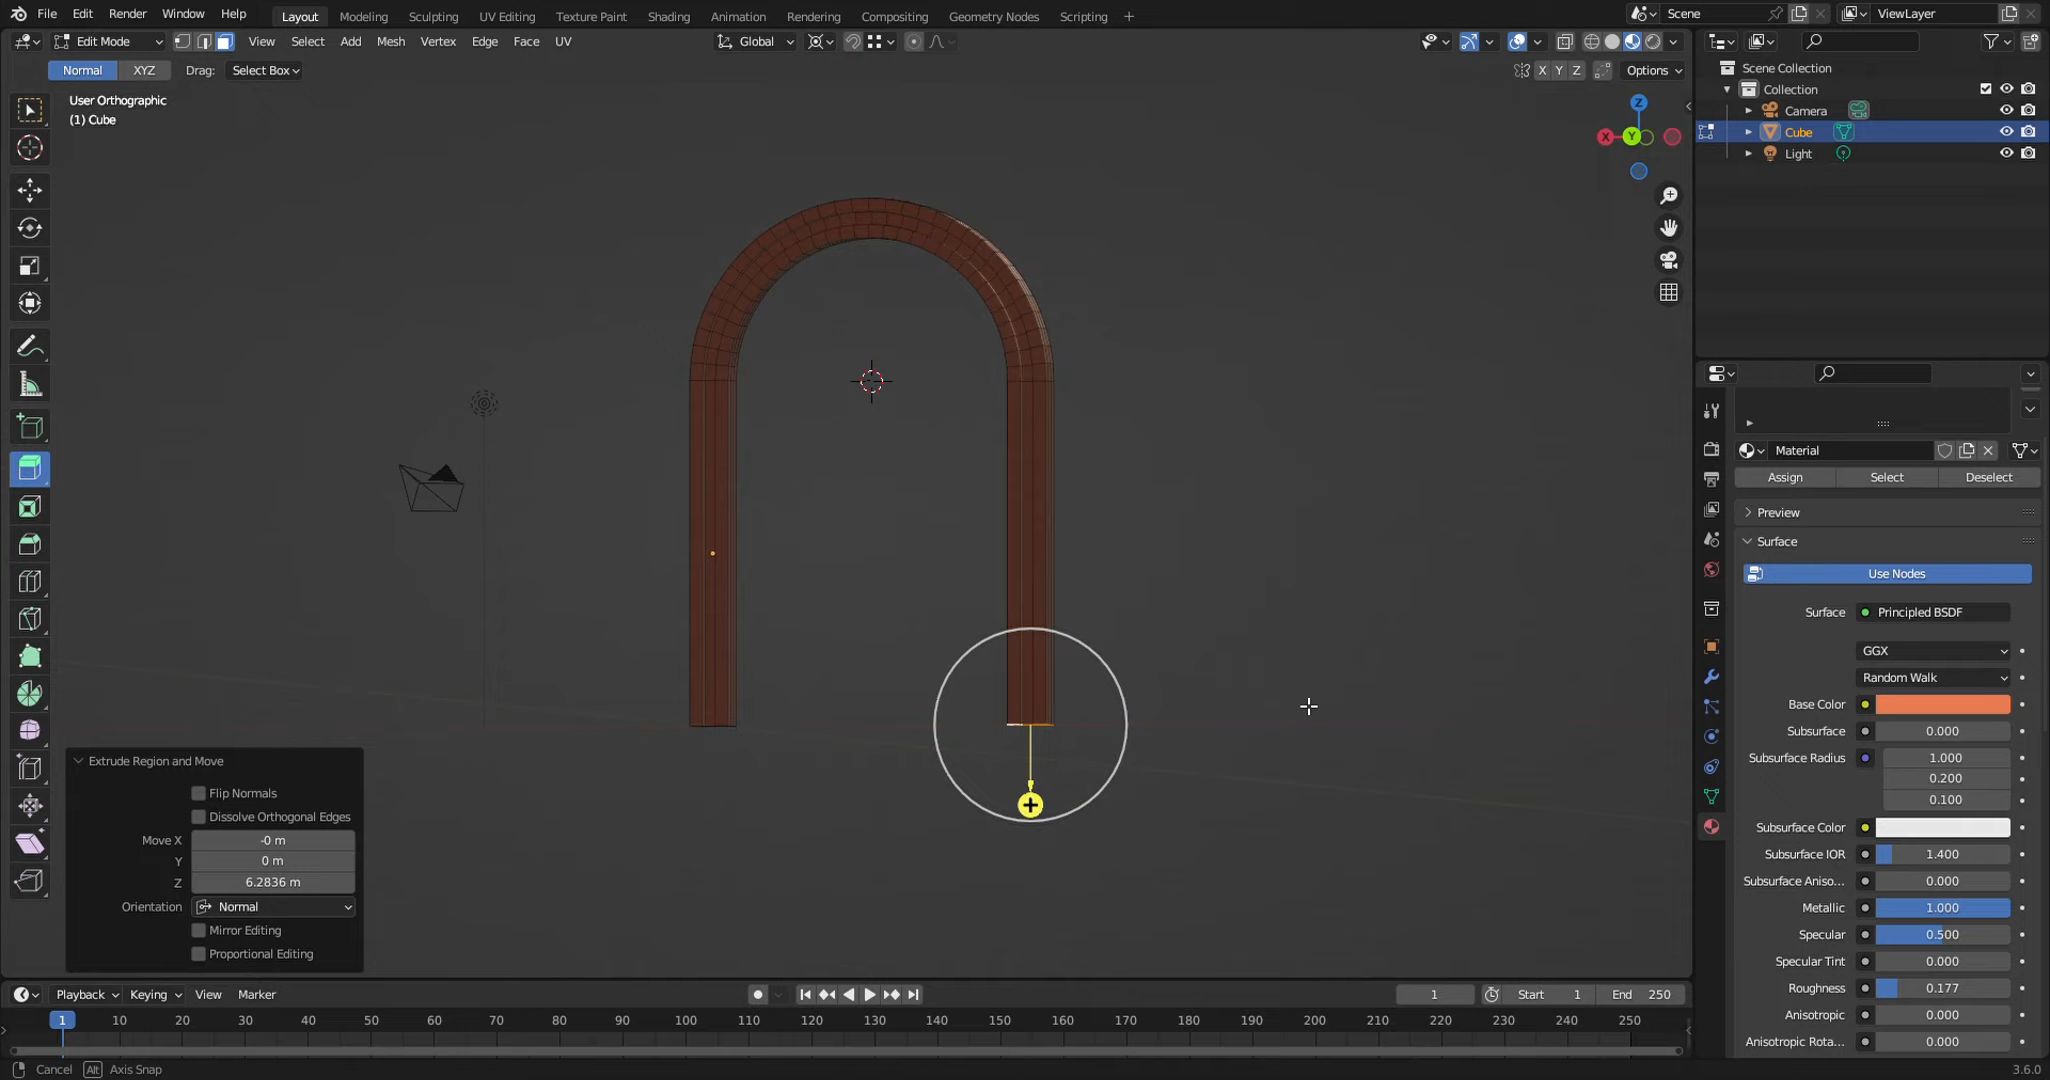 File Edit Render Window Help
Layout Modeling Sculpting UV Editing Texture Paint Shading Animation Rendering Compositing Geometry Nodes Scripting +
Scene
ViewLayer
Edit Mode View Select Add Mesh Vertex Edge Face UV Global
Normal XYZ Drag: Select Box
X Y Z Options
User Orthographic
(1) Cube
Z
X Y
Scene Collection
Collection
Camera
Cube
Light
Material
Assign Select Deselect
Preview
Surface
Use Nodes
Surface Principled BSDF
GGX
Random Walk
Base Color
Subsurface 0.000
Subsurface Radius 1.000
0.200
0.100
Subsurface Color
Subsurface IOR 1.400
Subsurface Aniso... 0.000
Metallic 1.000
Specular 0.500
Specular Tint 0.000
Roughness 0.177
Anisotropic 0.000
Anisotropic Rota... 0.000
Extrude Region and Move
Flip Normals
Dissolve Orthogonal Edges
Move X -0 m
Y 0 m
Z 6.2836 m
Orientation Normal
Mirror Editing
Proportional Editing
Playback Keying View Marker
1 Start 1 End 250
1 10 20 30 40 50 60 70 80 90 100 110 120 130 140 150 160 170 180 190 200 210 220 230 240 250
Cancel Alt Axis Snap
3.6.0